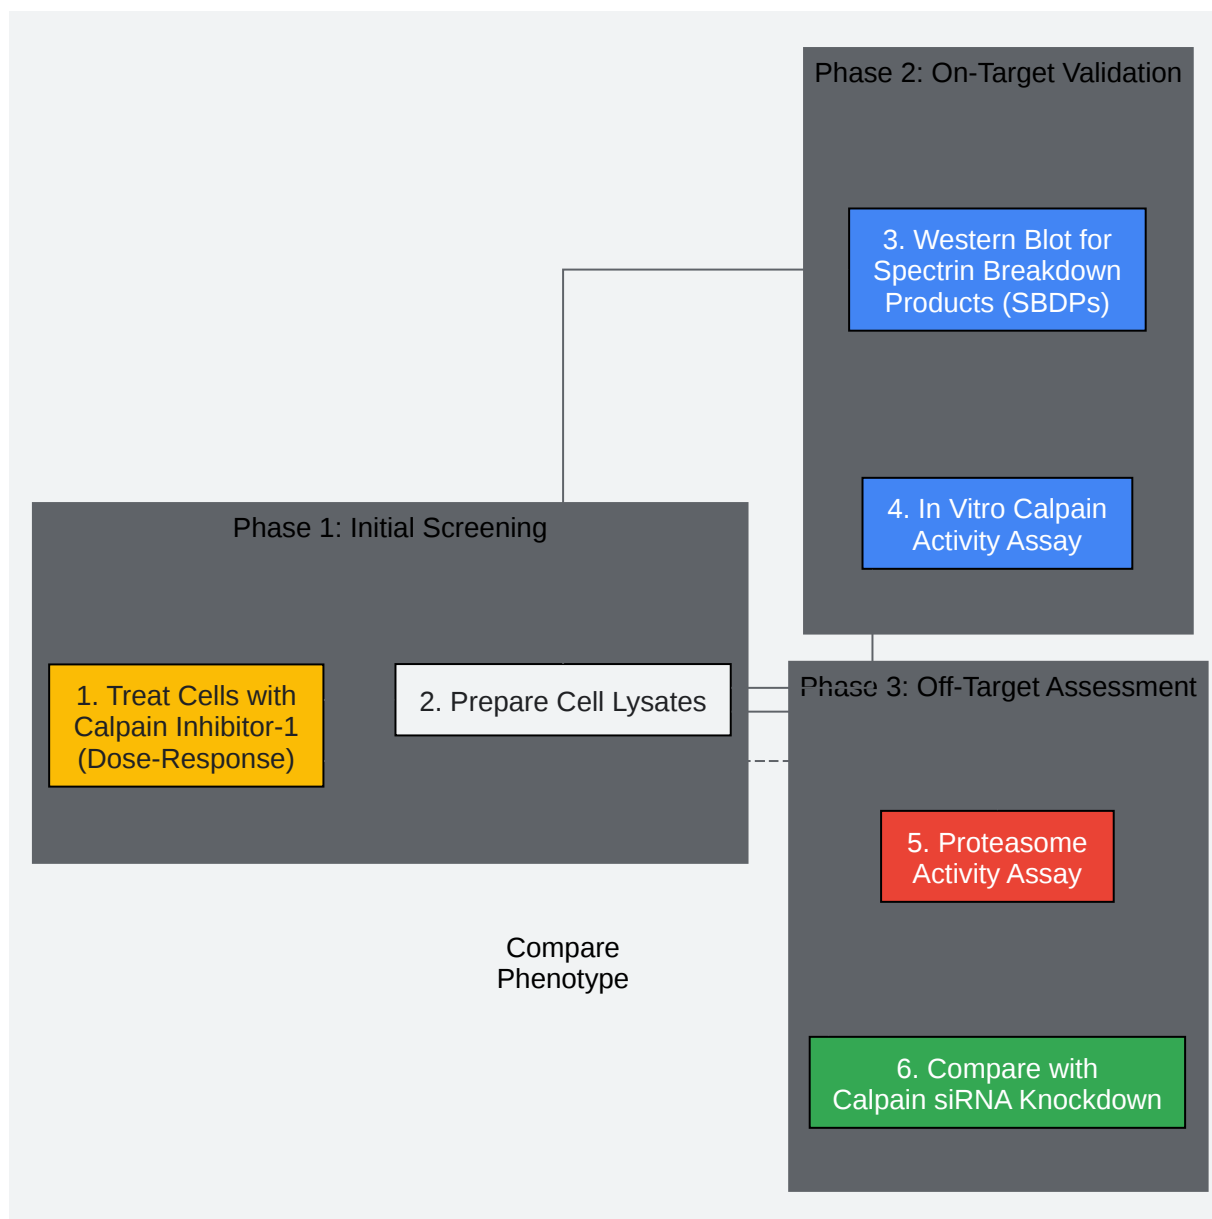 Phase 2: On-Target Validation
3. Western Blot for
Spectrin Breakdown
Products (SBDPs)
4. In Vitro Calpain
Activity Assay
Phase 1: Initial Screening
1. Treat Cells with
Calpain Inhibitor-1
(Dose-Response)
2. Prepare Cell Lysates
Phase 3: Off-Target Assessment
5. Proteasome
Activity Assay
Compare
Phenotype
6. Compare with
Calpain siRNA Knockdown